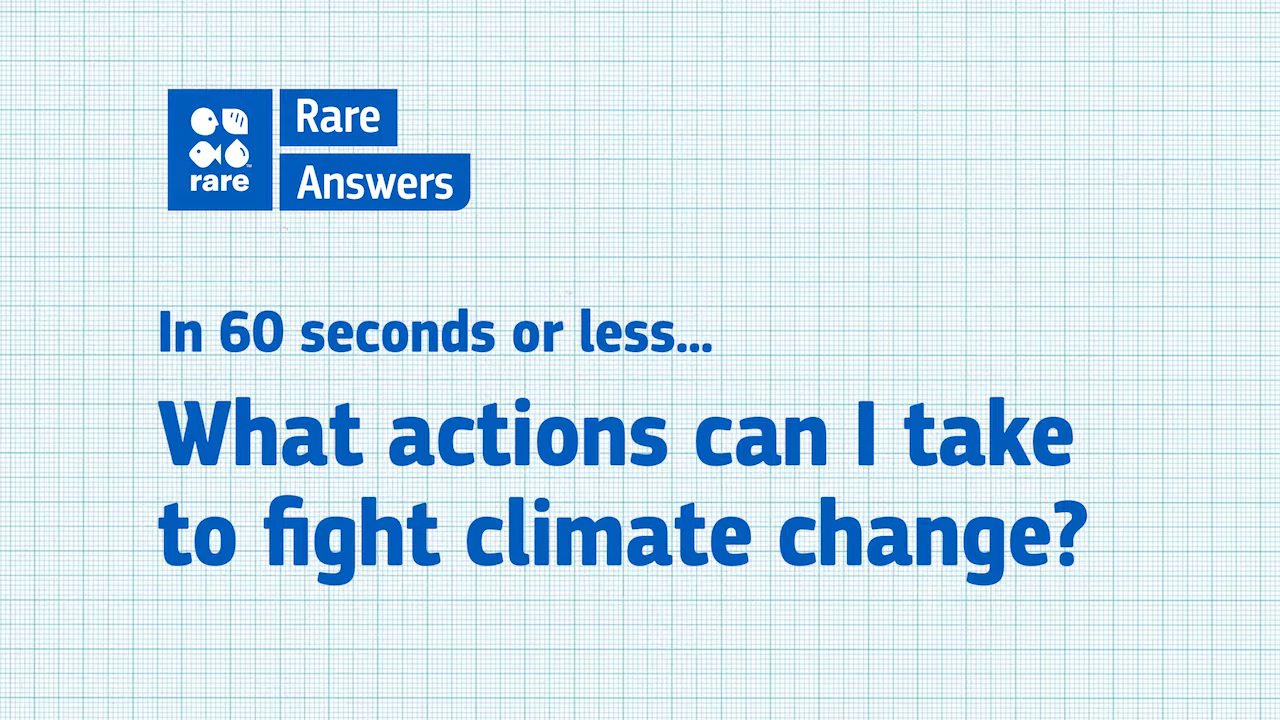 rare
Rare
Answers
In 60 seconds or less...
What actions can I take
to fight climate change?